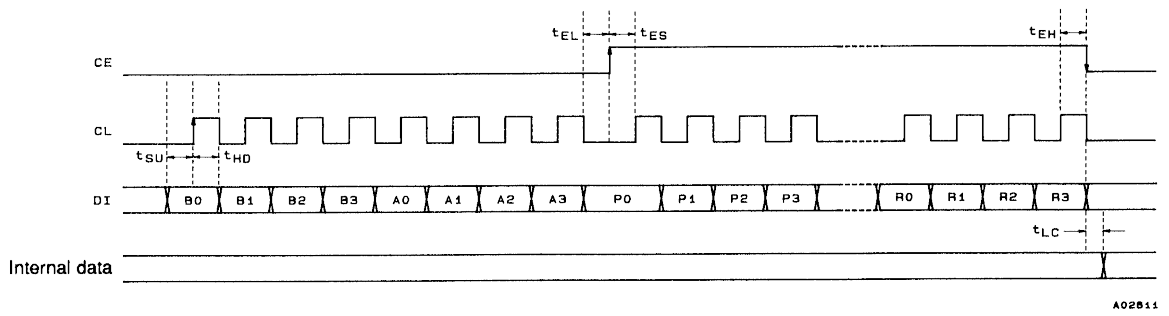 tEL tES tEH
CE
CL
tSU tHD
DI B0 B1 B2 B3 A0 A1 A2 A3 P0 P1 P2 P3 R0 R1 R2 R3
tLC
Internal data
A02611